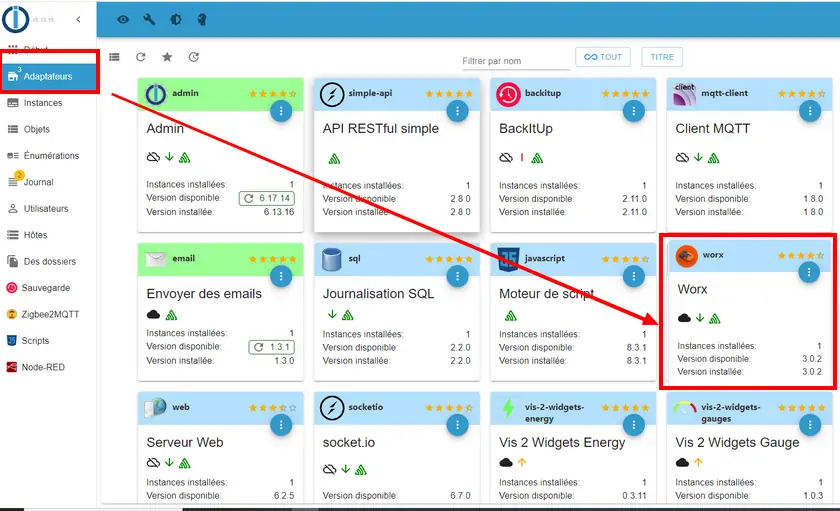 v6.13.16
Début
3
Adaptateurs
Instances
Objets
Énumérations
2
Journal
Utilisateurs
Hôtes
Des dossiers
Sauvegarde
Zigbee2MQTT
Scripts
Node-RED
Filtrer par nom
TOUT
TITRE
admin
Admin
Instances installées: 1
Version disponible: 6.17.14
Version installée: 6.13.16
simple-api
API RESTful simple
Instances installées: 1
Version disponible: 2.8.0
Version installée: 2.8.0
backitup
BackItUp
Instances installées: 1
Version disponible: 2.11.0
Version installée: 2.11.0
client
mqtt-client
Client MQTT
Instances installées: 1
Version disponible: 1.8.0
Version installée: 1.8.0
email
Envoyer des emails
Instances installées: 1
Version disponible: 1.3.1
Version installée: 1.3.0
sql
Journalisation SQL
Instances installées: 1
Version disponible: 2.2.0
Version installée: 2.2.0
javascript
Moteur de script
Instances installées: 1
Version disponible: 8.3.1
Version installée: 8.3.1
worx
Worx
Instances installées: 1
Version disponible: 3.0.2
Version installée: 3.0.2
web
Serveur Web
Instances installées: 1
Version disponible: 6.2.5
socketio
socket.io
Version disponible: 6.7.0
vis-2-widgets-
energy
Vis 2 Widgets Energy
Instances installées: 1
Version disponible: 0.3.11
vis-2-widgets-
gauges
Vis 2 Widgets Gauge
Instances installées: 1
Version disponible: 1.0.3